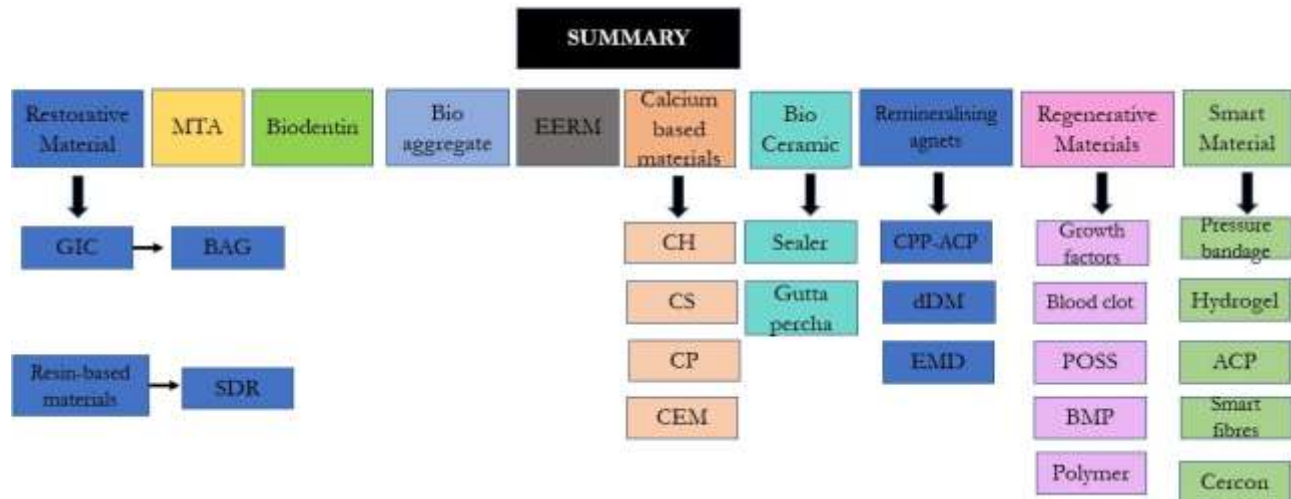 SUMMARY
Restorative
Material
MTA
Biodentin
Bio
aggregate
EERM
Calcium
based
materials
Bio
Ceramic
Remineralising
agnets
Regenerative
Materials
Smart
Material
GIC
BAG
Resin-based
materials
SDR
CH
CS
CP
CEM
Sealer
Gutta
percha
CPP-ACP
dDM
EMD
Growth
factors
Blood clot
POSS
BMP
Polymer
Pressure
bandage
Hydrogel
ACP
Smart
fibres
Cercon